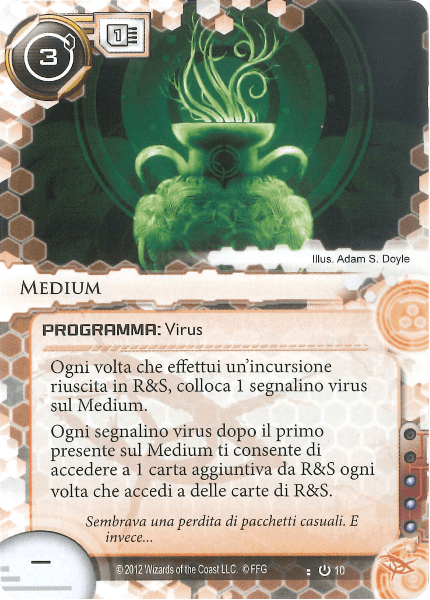 3
1
Illus. Adam S. Doyle
MEDIUM
PROGRAMMA: Virus
Ogni volta che effettui un'incursione
riuscita in R&S, colloca 1 segnalino virus
sul Medium.
Ogni segnalino virus dopo il primo
presente sul Medium ti consente di
accedere a 1 carta aggiuntiva da R&S ogni
volta che accedi a delle carte di R&S.
Sembrava una perdita di pacchetti casuali. E
invece...
–
© 2012 Wizards of the Coast LLC. © FFG
10